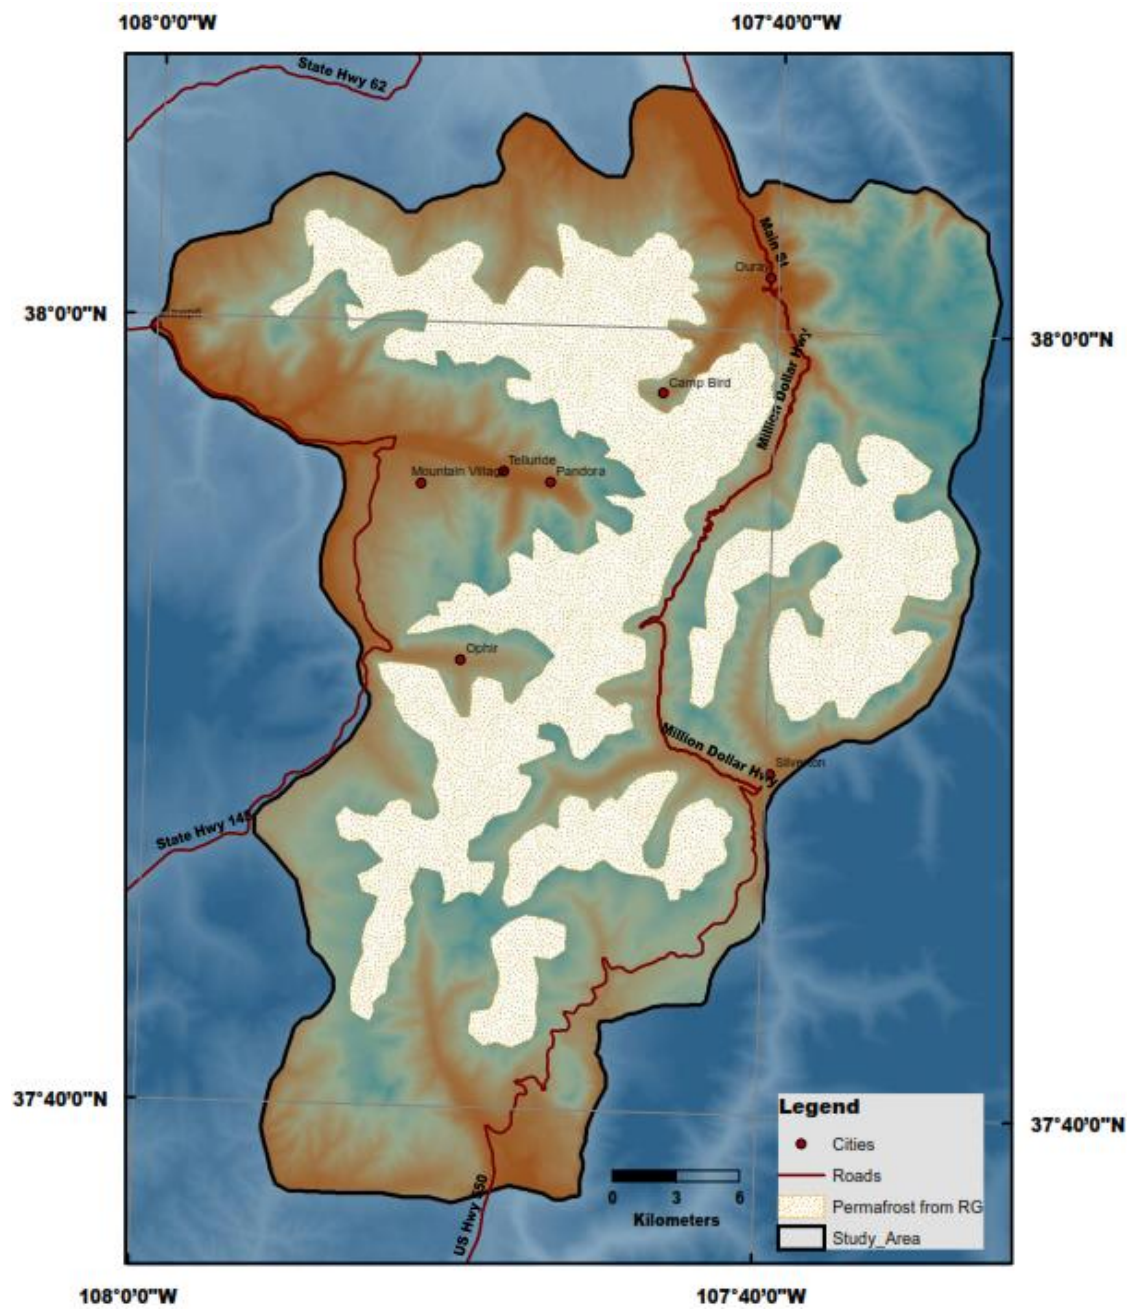 108°0'0"W
107°40'0"W
State Hwy 62
Main St
Ouray
38°0'0"N
38°0'0"N
Million Dollar Hwy
Camp Bird
Telluride
Mountain Village
Pandora
Ophir
Million Dollar Hwy
Silverton
State Hwy 145
37°40'0"N
37°40'0"N
Legend
Cities
Roads
Permafrost from RG
Study_Area
0 3 6
Kilometers
US Hwy 550
108°0'0"W
107°40'0"W